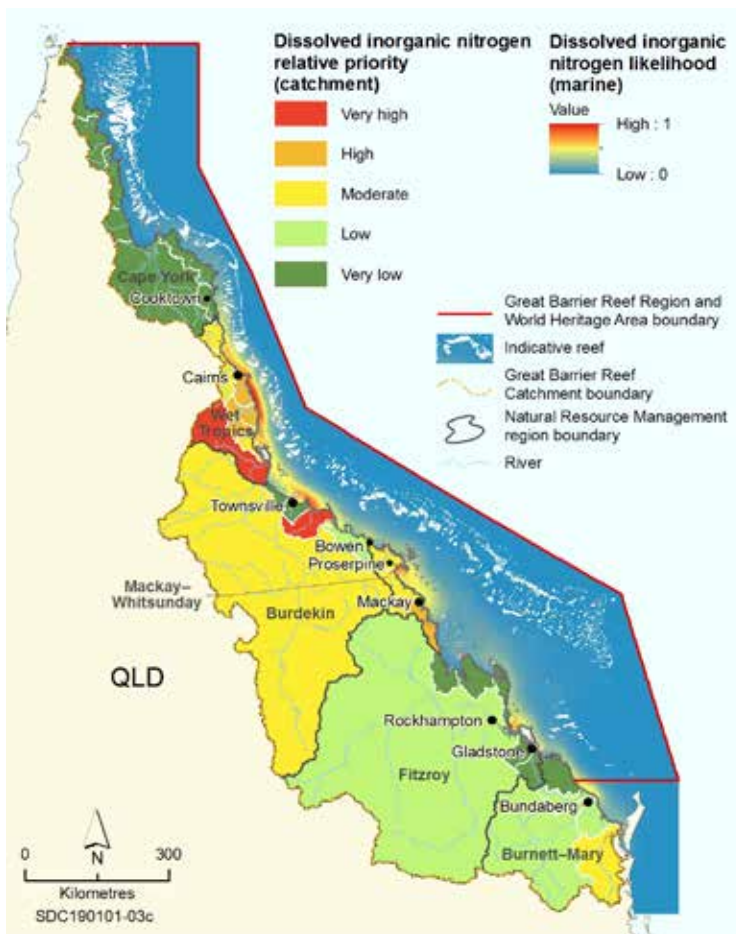 Dissolved inorganic nitrogen
relative priority
(catchment)
Very high
High
Moderate
Low
Very low
Dissolved inorganic
nitrogen likelihood
(marine)
Value
High : 1
Low : 0
Great Barrier Reef Region and
World Heritage Area boundary
Indicative reef
Great Barrier Reef
Catchment boundary
Natural Resource Management
region boundary
River
Cape York
Cooktown
Cairns
Wet
Tropics
Townsville
Bowen
Proserpine
Mackay–
Whitsunday
Mackay
Burdekin
QLD
Rockhampton
Gladstone
Fitzroy
Bundaberg
Burnett–Mary
0
N
300
Kilometres
SDC190101-03c